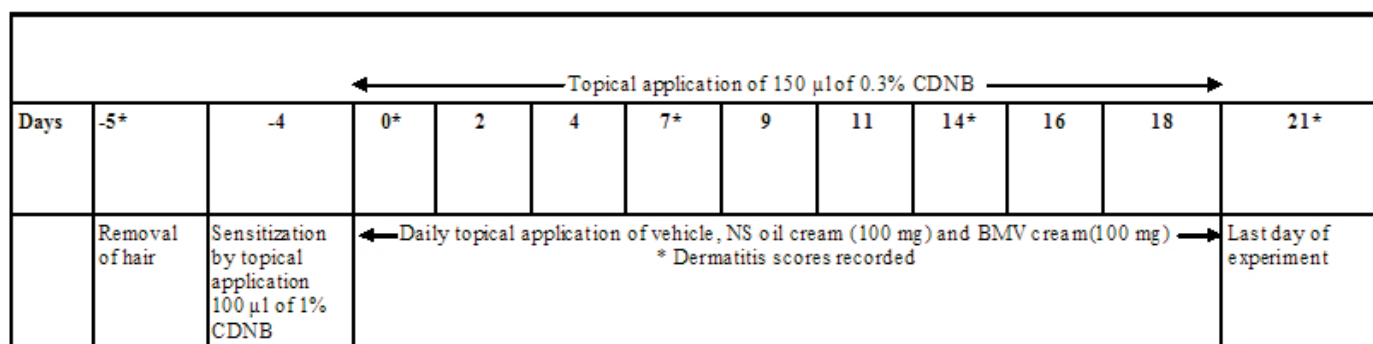 Topical application of 150 µl of 0.3% CDNB
Days -5* -4 0* 2 4 7* 9 11 14* 16 18 21*
Removal
of hair
Sensitization
by topical
application
100 µl of 1%
CDNB
Daily topical application of vehicle, NS oil cream (100 mg) and BMV cream(100 mg)
* Dermatitis scores recorded
Last day of
experiment